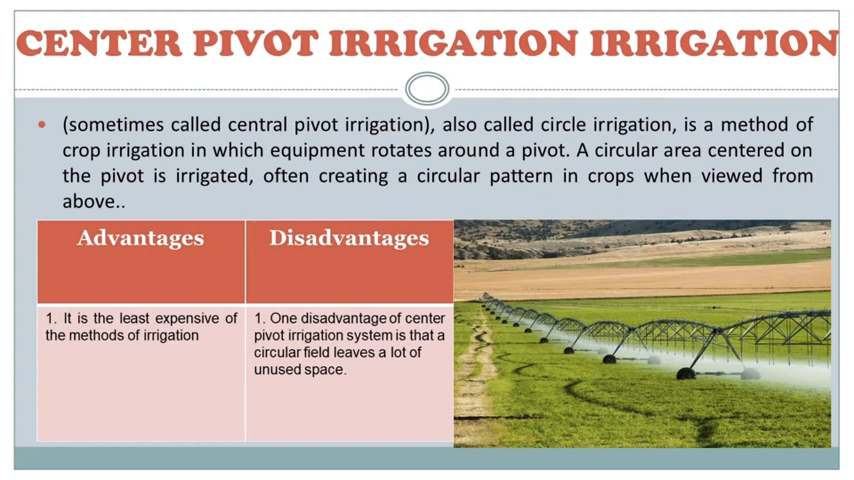 CENTER PIVOT IRRIGATION IRRIGATION
• (sometimes called central pivot irrigation), also called circle irrigation, is a method of
crop irrigation in which equipment rotates around a pivot. A circular area centered on
the pivot is irrigated, often creating a circular pattern in crops when viewed from
above..
Advantages
Disadvantages
1. It is the least expensive of
the methods of irrigation
1. One disadvantage of center
pivot irrigation system is that a
circular field leaves a lot of
unused space.